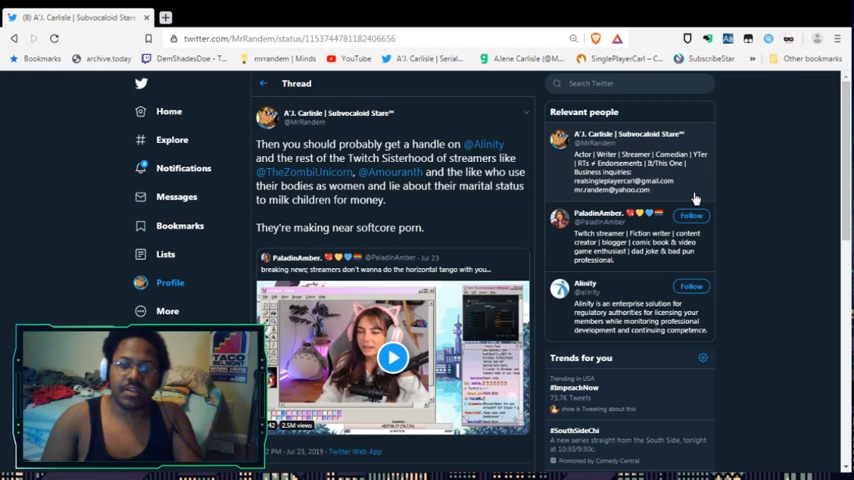 (8) A'J. Carlisle | Subvocaloid Stare
twitter.com/MrRandem/status/1153744781182406656
Bookmarks
archive.today
DemShadesDoe - T...
mrrandem | Minds
YouTube
A'J. Carlisle | Serial...
AJene Carlile (@M...
SinglePlayerCarl – C...
SubscribeStar
»
Other bookmarks
Home
Explore
Notifications
Messages
Bookmarks
Lists
Profile
More
Thread
A'J. Carlisle | Subvocaloid Stare™
@MrRandem
Then you should probably get a handle on @Alinity
and the rest of the Twitch Sisterhood of streamers like
@TheZombiUnicorn, @Amouranth and the like who use
their bodies as women and lie about their marital status
to milk children for money.
They're making near softcore porn.
PaladinAmber. @PaladinAmber · Jul 23
breaking news; streamers don't wanna do the horizontal tango with you...
2.5M views
PM · Jul 23, 2019 · Twitter Web App
TACO
BELMONT
Search Twitter
Relevant people
A'J. Carlisle | Subvocaloid Stare™
@MrRandem
Actor | Writer | Streamer | Comedian | YTer
| RTs ≠ Endorsements | It/This One |
Business inquiries:
realsingleplayercarl@gmail.com
mr.randem@yahoo.com
PaladinAmber.
@PaladinAmber
Follow
Twitch streamer | Fiction writer | content
creator | blogger | comic book & video
game enthusiast | dad joke & bad pun
professional.
Alinity
@alinity
Follow
Alinity is an enterprise solution for
regulatory authorities for licensing your
members while monitoring professional
development and continuing competence.
Trends for you
Trending in USA
#ImpeachNow
73.7K Tweets
show is Tweeting about this
#SouthSideChi
A new series straight from the South Side, tonight
at 10:30/9:30c.
Promoted by Comedy Central